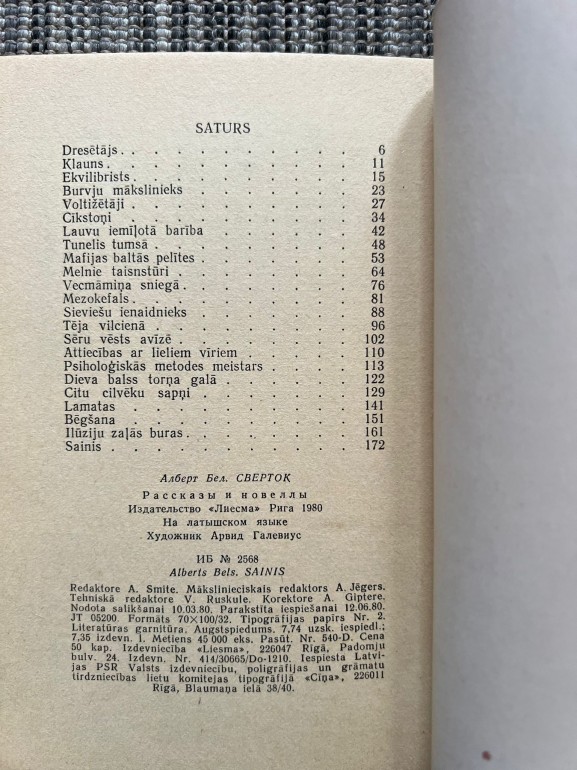 SATURS
Dresētājs . . . . . . . . . . 6
Klauns . . . . . . . . . . . 11
Ekvilibrists . . . . . . . . . 15
Burvju mākslinieks . . . . . . . 23
Voltižētāji . . . . . . . . . . 27
Cīkstoņi . . . . . . . . . . 34
Lauvu iemīļotā barība . . . . . . 42
Tunelis tumsā . . . . . . . . . 48
Mafijas baltās pelītes . . . . . . . 53
Melnie taisnstūri . . . . . . . . 64
Vecmāmiņa sniegā . . . . . . . . 76
Mezokefals . . . . . . . . . . 81
Sieviešu ienaidnieks . . . . . . . 88
Tēja vilcienā . . . . . . . . . 96
Sēru vēsts avīzē . . . . . . . . 102
Attiecības ar lieliem vīriem . . . . . 110
Psiholoģiskās metodes meistars . . . . 113
Dieva balss torņa galā . . . . . . 122
Citu cilvēku sapņi . . . . . . . 129
Lamatas . . . . . . . . . . 141
Bēgšana . . . . . . . . . . 151
Ilūziju zaļās buras . . . . . . . . 161
Sainis . . . . . . . . . . . 172
Алберт Бел. СВЕРТОК
Рассказы и новеллы
Издательство «Лиесма» Рига 1980
На латышском языке
Художник Арвид Галевиус
ИБ № 2568
Alberts Bels. SAINIS
Redaktore A. Smite. Mākslinieciskais redaktors A. Jēgers.
Tehniskā redaktore V. Ruskule. Korektore A. Giptere.
Nodota salikšanai 10.03.80. Parakstīta iespiešanai 12.06.80.
JT 05200. Formāts 70×100/32. Tipogrāfijas papīrs Nr. 2.
Literatūras garnitūra. Augstspiedums. 7,74 uzsk. iespiedl.;
7,35 izdevn. l. Metiens 45 000 eks. Pasūt. Nr. 540-D. Cena
50 kap. Izdevniecība «Liesma», 226047 Rīgā, Padomju
bulv. 24. Izdevn. Nr. 414/30665/Do-1210. Iespiesta Latvi-
jas PSR Valsts izdevniecību, poligrāfijas un grāmatu
tirdzniecības lietu komitejas tipogrāfijā «Cīņa», 226011
Rīgā, Blaumaņa ielā 38/40.